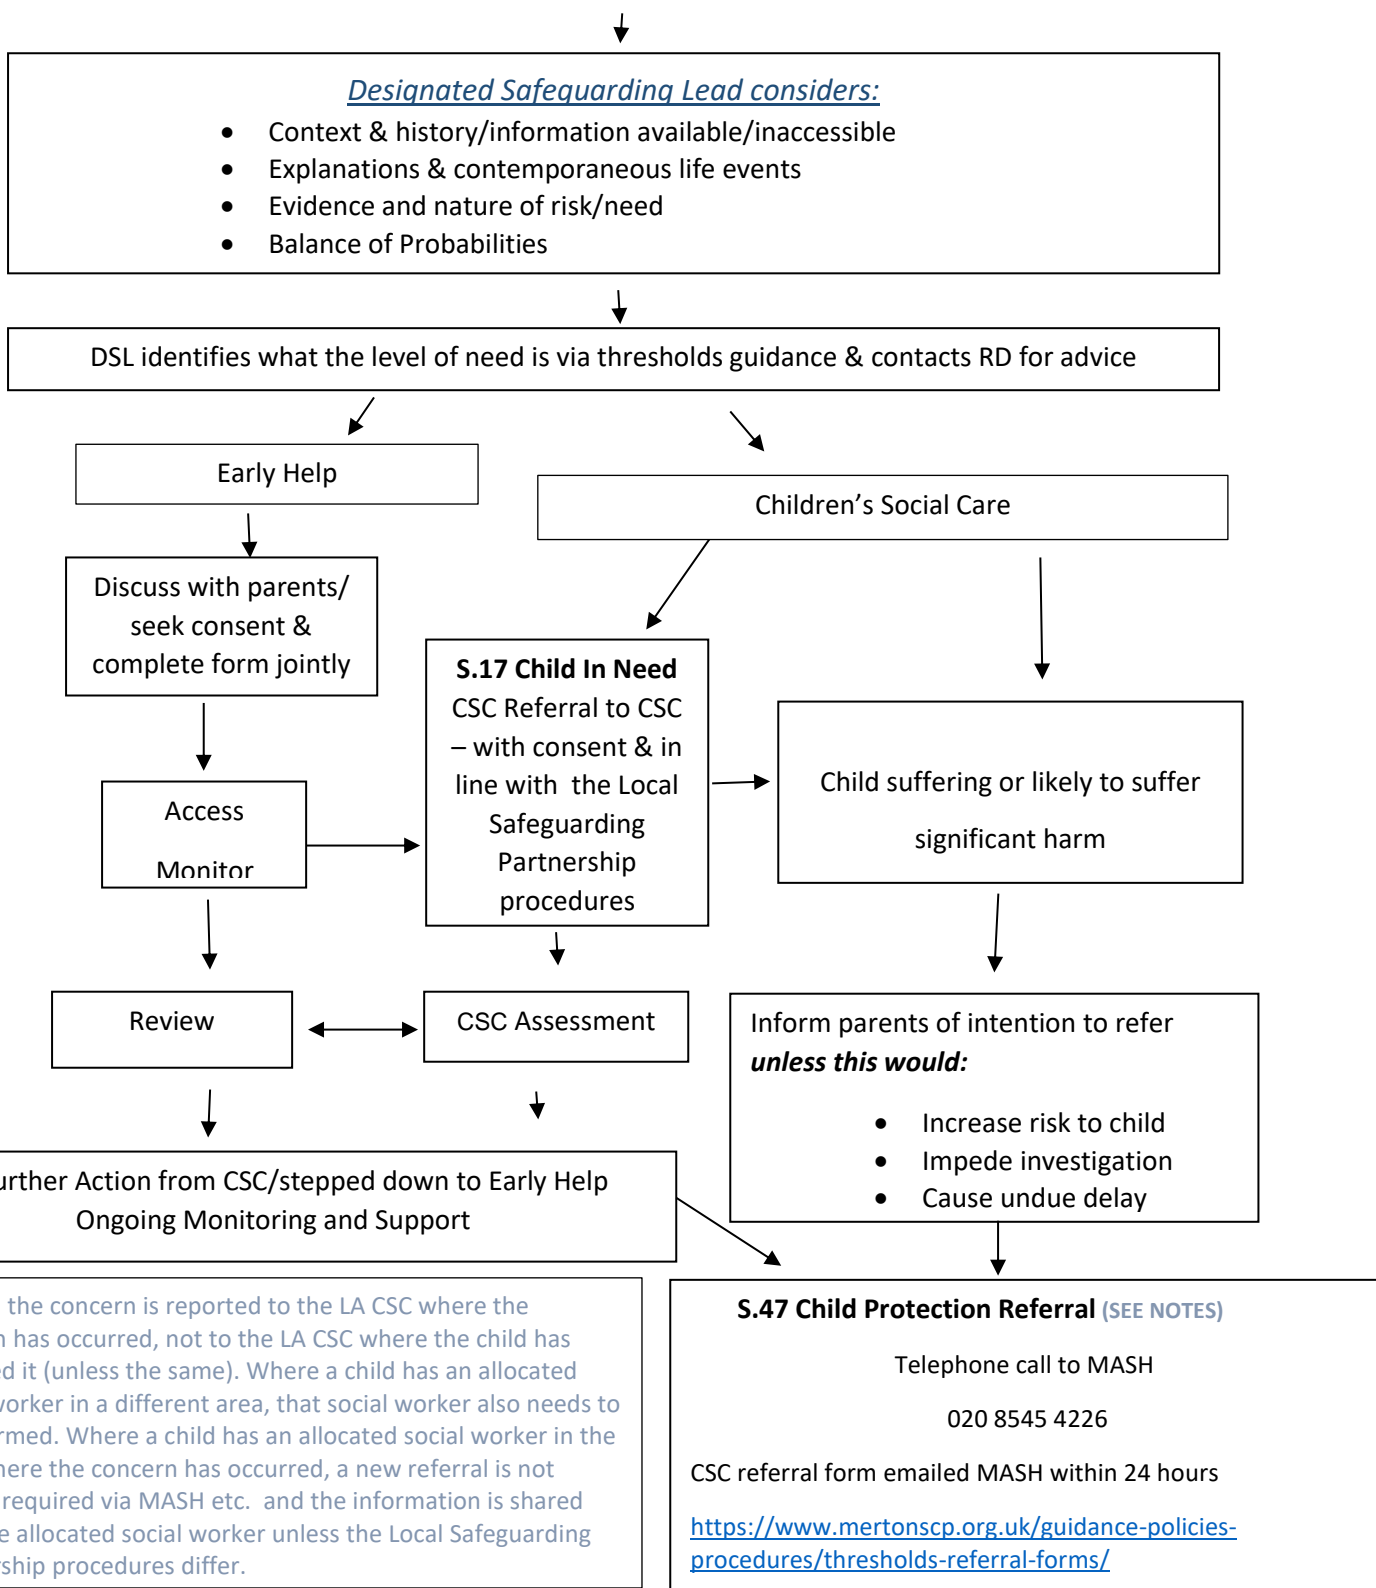 Designated Safeguarding Lead considers:
• Context & history/information available/inaccessible
• Explanations & contemporaneous life events
• Evidence and nature of risk/need
• Balance of Probabilities
DSL identifies what the level of need is via thresholds guidance & contacts RD for advice
Early Help
Children’s Social Care
Discuss with parents/
seek consent &
complete form jointly
S.17 Child In Need
CSC Referral to CSC
– with consent & in
line with the Local
Safeguarding
Partnership
procedures
Child suffering or likely to suffer
significant harm
Access
Monitor
Review
CSC Assessment
Inform parents of intention to refer
unless this would:
• Increase risk to child
• Impede investigation
• Cause undue delay
urther Action from CSC/stepped down to Early Help
Ongoing Monitoring and Support
the concern is reported to the LA CSC where the
has occurred, not to the LA CSC where the child has
ed it (unless the same). Where a child has an allocated
worker in a different area, that social worker also needs to
rmed. Where a child has an allocated social worker in the
here the concern has occurred, a new referral is not
required via MASH etc. and the information is shared
e allocated social worker unless the Local Safeguarding
rship procedures differ.
S.47 Child Protection Referral (SEE NOTES)
Telephone call to MASH
020 8545 4226
CSC referral form emailed MASH within 24 hours
https://www.mertonscp.org.uk/guidance-policies-
procedures/thresholds-referral-forms/